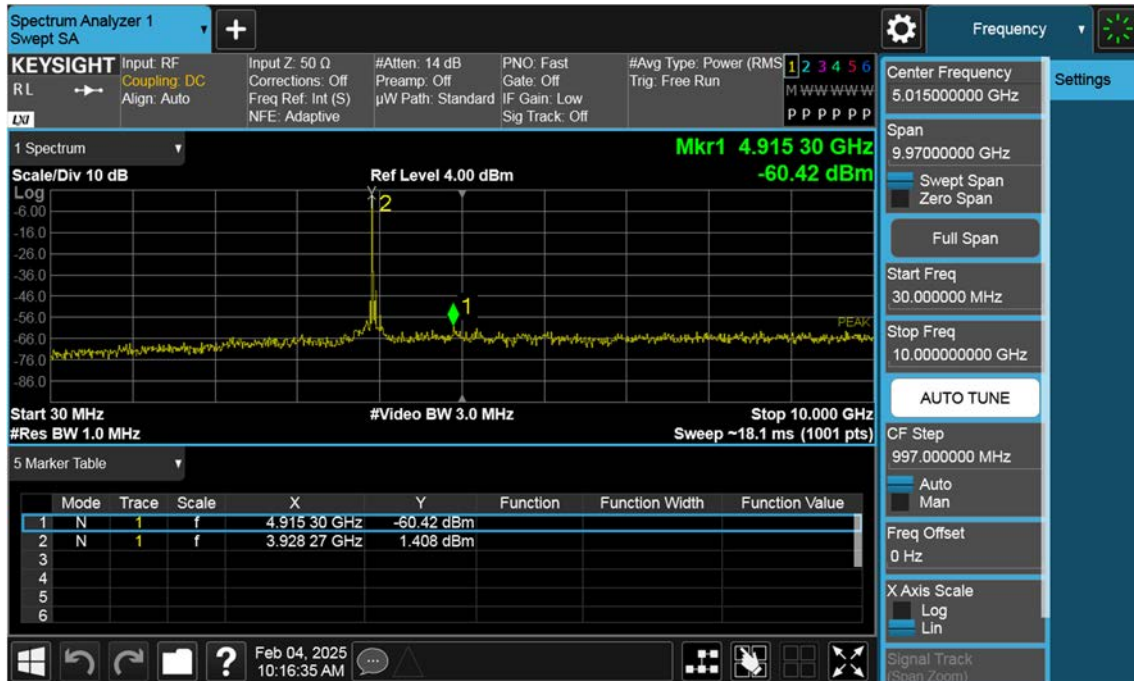 Spectrum Analyzer 1
Swept SA
Frequency
KEYSIGHT
RL
LXI
Input: RF
Coupling: DC
Align: Auto
Input Z: 50 Ω
Corrections: Off
Freq Ref: Int (S)
NFE: Adaptive
#Atten: 14 dB
Preamp: Off
µW Path: Standard
PNO: Fast
Gate: Off
IF Gain: Low
Sig Track: Off
#Avg Type: Power (RMS
Trig: Free Run
1 2 3 4 5 6
M W W W W W
P P P P P P
Center Frequency
5.015000000 GHz
Settings
1 Spectrum
Mkr1 4.915 30 GHz
-60.42 dBm
Scale/Div 10 dB
Ref Level 4.00 dBm
Log
-6.00
-16.0
-26.0
-36.0
-46.0
-56.0
-66.0
-76.0
-86.0
2
1
PEAK
Start 30 MHz
#Video BW 3.0 MHz
Stop 10.000 GHz
#Res BW 1.0 MHz
Sweep ~18.1 ms (1001 pts)
Span
9.97000000 GHz
Swept Span
Zero Span
Full Span
Start Freq
30.000000 MHz
Stop Freq
10.000000000 GHz
AUTO TUNE
CF Step
997.000000 MHz
Auto
Man
Freq Offset
0 Hz
X Axis Scale
Log
Lin
Signal Track
(Span Zoom)
5 Marker Table
Mode Trace Scale X Y Function Function Width Function Value
1 N 1 f 4.915 30 GHz -60.42 dBm
2 N 1 f 3.928 27 GHz 1.408 dBm
3
4
5
6
?
Feb 04, 2025
10:16:35 AM